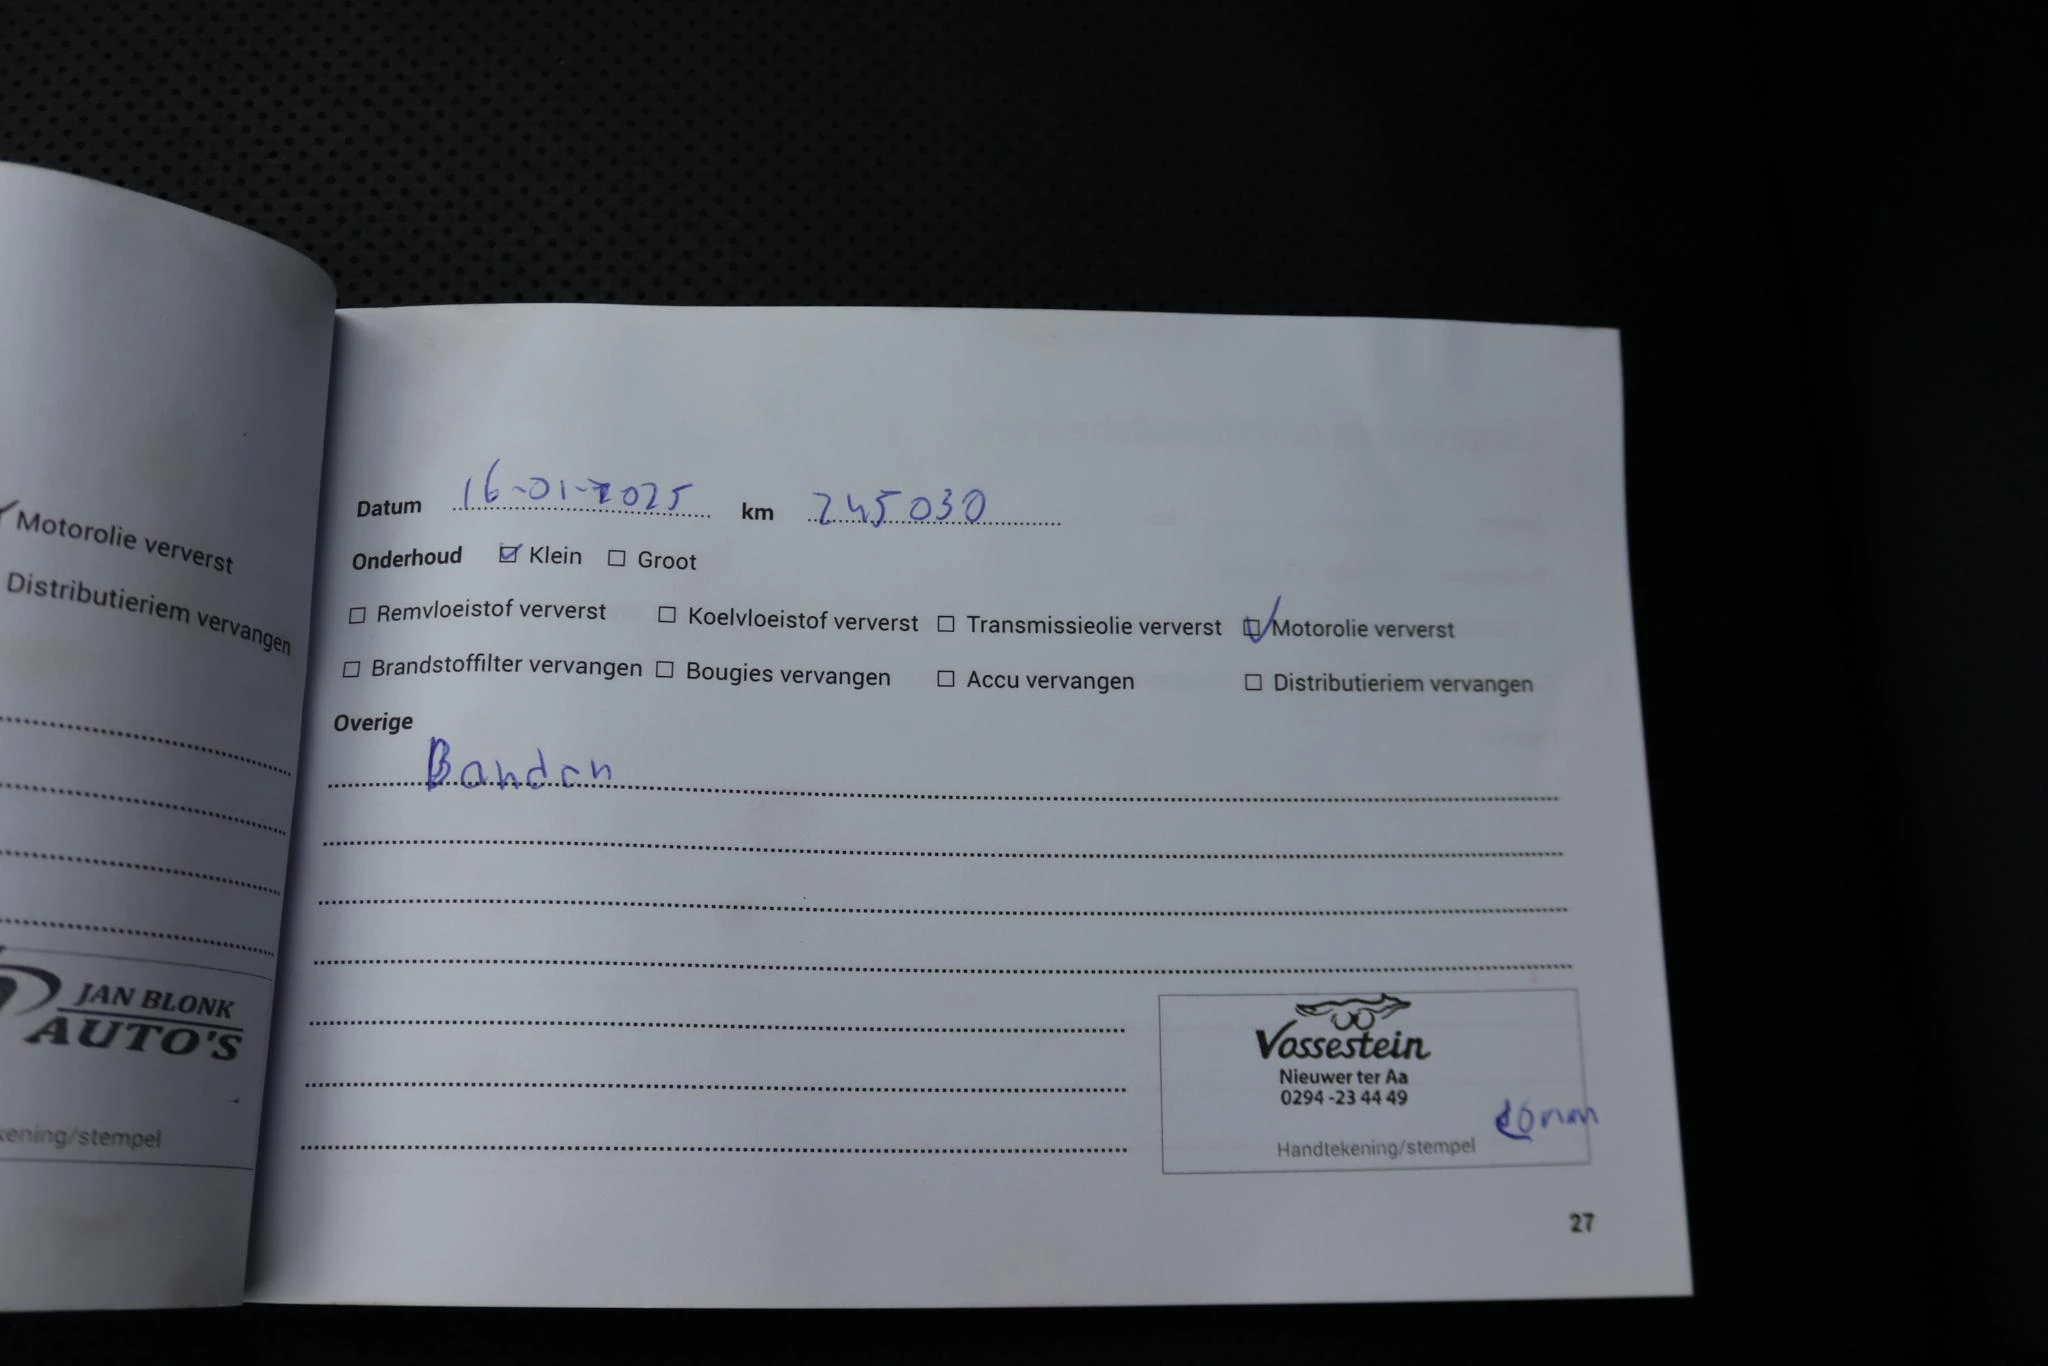 Motorolie ververst
Distributieriem vervangen
JAN BLONK
AUTO'S
kening/stempel
Datum 16-01-2025 km 245030
Onderhoud ☑ Klein ☐ Groot
☐ Remvloeistof ververst ☐ Koelvloeistof ververst ☐ Transmissieolie ververst ☑ Motorolie ververst
☐ Brandstoffilter vervangen ☐ Bougies vervangen ☐ Accu vervangen ☐ Distributieriem vervangen
Overige
Banden
Vossestein
Nieuwer ter Aa
0294 -23 44 49
Handtekening/stempel
27